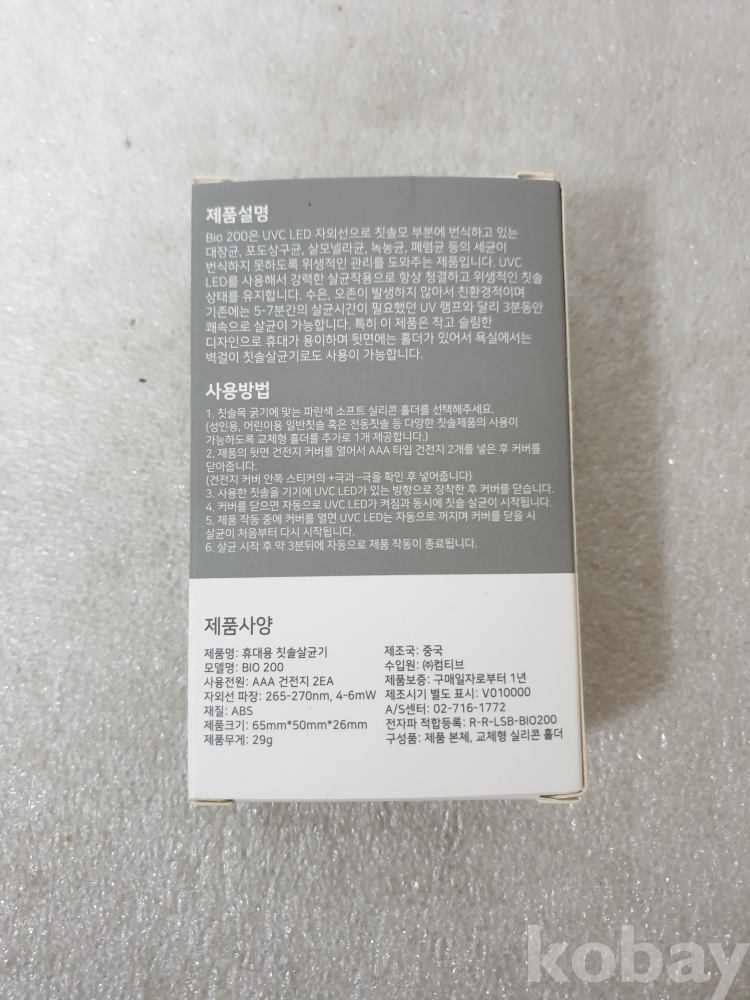 제품설명
Bio 200은 UVC LED 자외선으로 칫솔모 부분에 번식하고 있는
대장균, 포도상구균, 살모넬라균, 녹농균, 폐렴균 등의 세균이
번식하지 못하도록 위생적인 관리를 도와주는 제품입니다. UVC
LED를 사용해서 강력한 살균작용으로 항상 청결하고 위생적인 칫솔
상태를 유지합니다. 수은, 오존이 발생하지 않아서 친환경적이며
기존에는 5-7분간의 살균시간이 필요했던 UV 램프와 달리 3분동안
쾌속으로 살균이 가능합니다. 특히 이 제품은 작고 슬림한
디자인으로 휴대가 용이하며 뒷면에는 홀더가 있어서 욕실에서는
벽걸이 칫솔살균기로도 사용이 가능합니다.
사용방법
1. 칫솔목 굵기에 맞는 파란색 소프트 실리콘 홀더를 선택해주세요.
(성인용, 어린이용 일반칫솔 혹은 전동칫솔 등 다양한 칫솔제품의 사용이
가능하도록 교체형 홀더를 추가로 1개 제공합니다.)
2. 제품의 뒷면 건전지 커버를 열어서 AAA 타입 건전지 2개를 넣은 후 커버를
닫아줍니다.
(건전지 커버 안쪽 스티커의 +극과 –극을 확인 후 넣어줍니다)
3. 사용한 칫솔을 기기에 UVC LED가 있는 방향으로 장착한 후 커버를 닫습니다.
4. 커버를 닫으면 자동으로 UVC LED가 켜짐과 동시에 칫솔 살균이 시작됩니다.
5. 제품 작동 중에 커버를 열면 UVC LED는 자동으로 꺼지며 커버를 닫을 시
살균이 처음부터 다시 시작됩니다.
6. 살균 시작 후 약 3분뒤에 자동으로 제품 작동이 종료됩니다.
제품사양
제품명: 휴대용 칫솔살균기
모델명: BIO 200
사용전원: AAA 건전지 2EA
자외선 파장: 265-270nm, 4-6mW
재질: ABS
제품크기: 65mm*50mm*26mm
제품무게: 29g
제조국: 중국
수입원: ㈜컴티브
제품보증: 구매일자로부터 1년
제조시기 별도 표시: V010000
A/S센터: 02-716-1772
전자파 적합등록: R-R-LSB-BIO200
구성품: 제품 본체, 교체형 실리콘 홀더
kobay